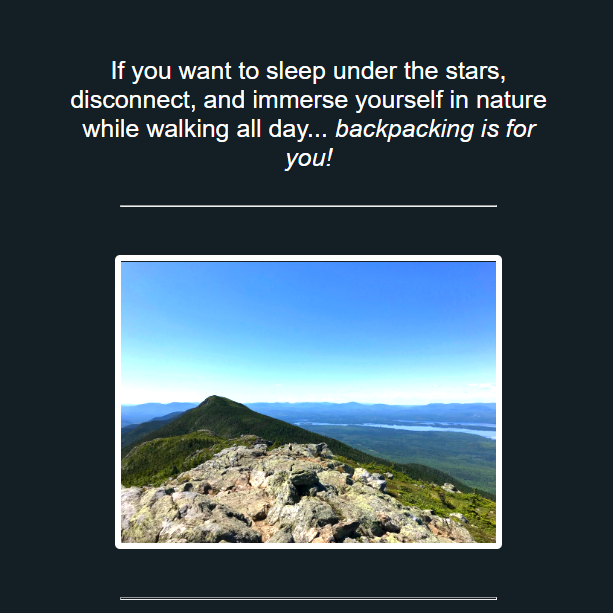 If you want to sleep under the stars,
disconnect, and immerse yourself in nature
while walking all day... backpacking is for
you!